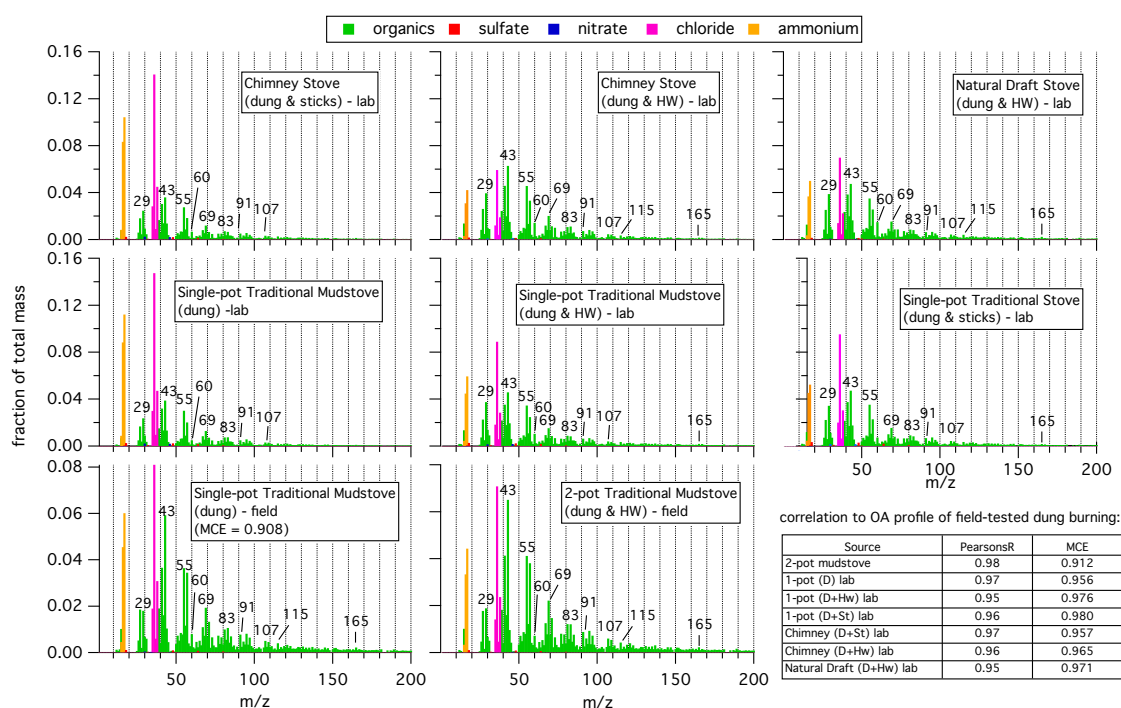 organics sulfate nitrate chloride ammonium
fraction of total mass
0.16
0.12
0.08
0.04
0.00
Chimney Stove
(dung & sticks) - lab
29 43 55 60 69 83 91 107
Chimney Stove
(dung & HW) - lab
29 43 55 60 69 83 91 107 115 165
Natural Draft Stove
(dung & HW) - lab
29 43 55 60 69 83 91 107 115 165
50 100 150 200
0.16
0.12
0.08
0.04
0.00
Single-pot Traditional Mudstove
(dung) -lab
29 43 55 60 69 83 91 107
Single-pot Traditional Mudstove
(dung & HW) - lab
29 43 55 60 69 83 91 107 165
Single-pot Traditional Stove
(dung & sticks) - lab
29 43 55 69 83 91 107 165
50 100 150 200
m/z
0.08
0.06
0.04
0.02
0.00
Single-pot Traditional Mudstove
(dung) - field
(MCE = 0.908)
29 43 55 60 69 83 91 107 115 165
50 100 150 200
m/z
2-pot Traditional Mudstove
(dung & HW) - field
29 43 55 60 69 83 91 107 115 165
50 100 150 200
m/z
correlation to OA profile of field-tested dung burning:
Source PearsonsR MCE
2-pot mudstove 0.98 0.912
1-pot (D) lab 0.97 0.956
1-pot (D+Hw) lab 0.95 0.976
1-pot (D+St) lab 0.96 0.980
Chimney (D+St) lab 0.97 0.957
Chimney (D+Hw) lab 0.96 0.965
Natural Draft (D+Hw) lab 0.95 0.971